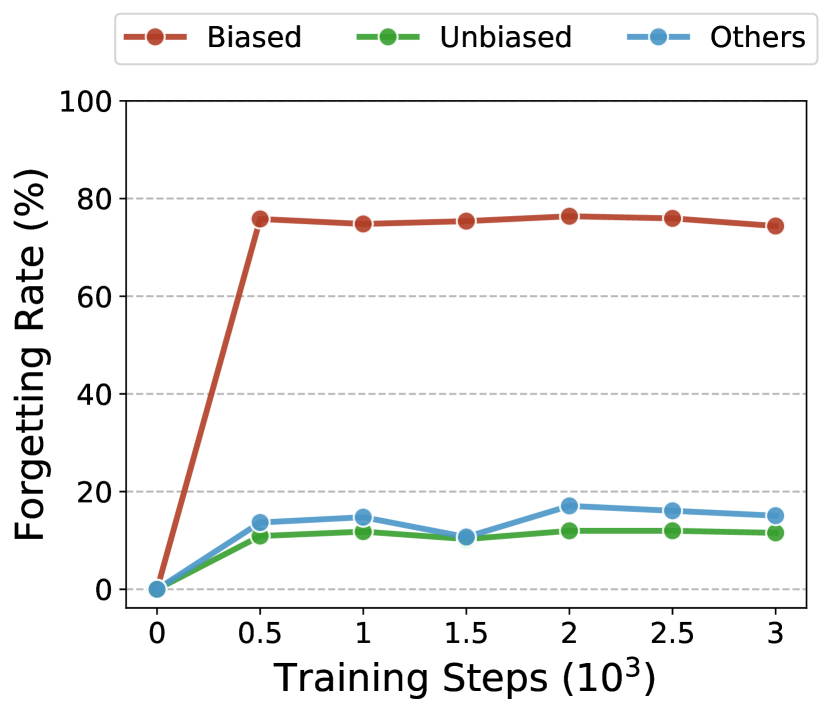 Biased Unbiased Others
100
80
60
40
20
0
Forgetting Rate (%)
0 0.5 1 1.5 2 2.5 3
Training Steps (10³)